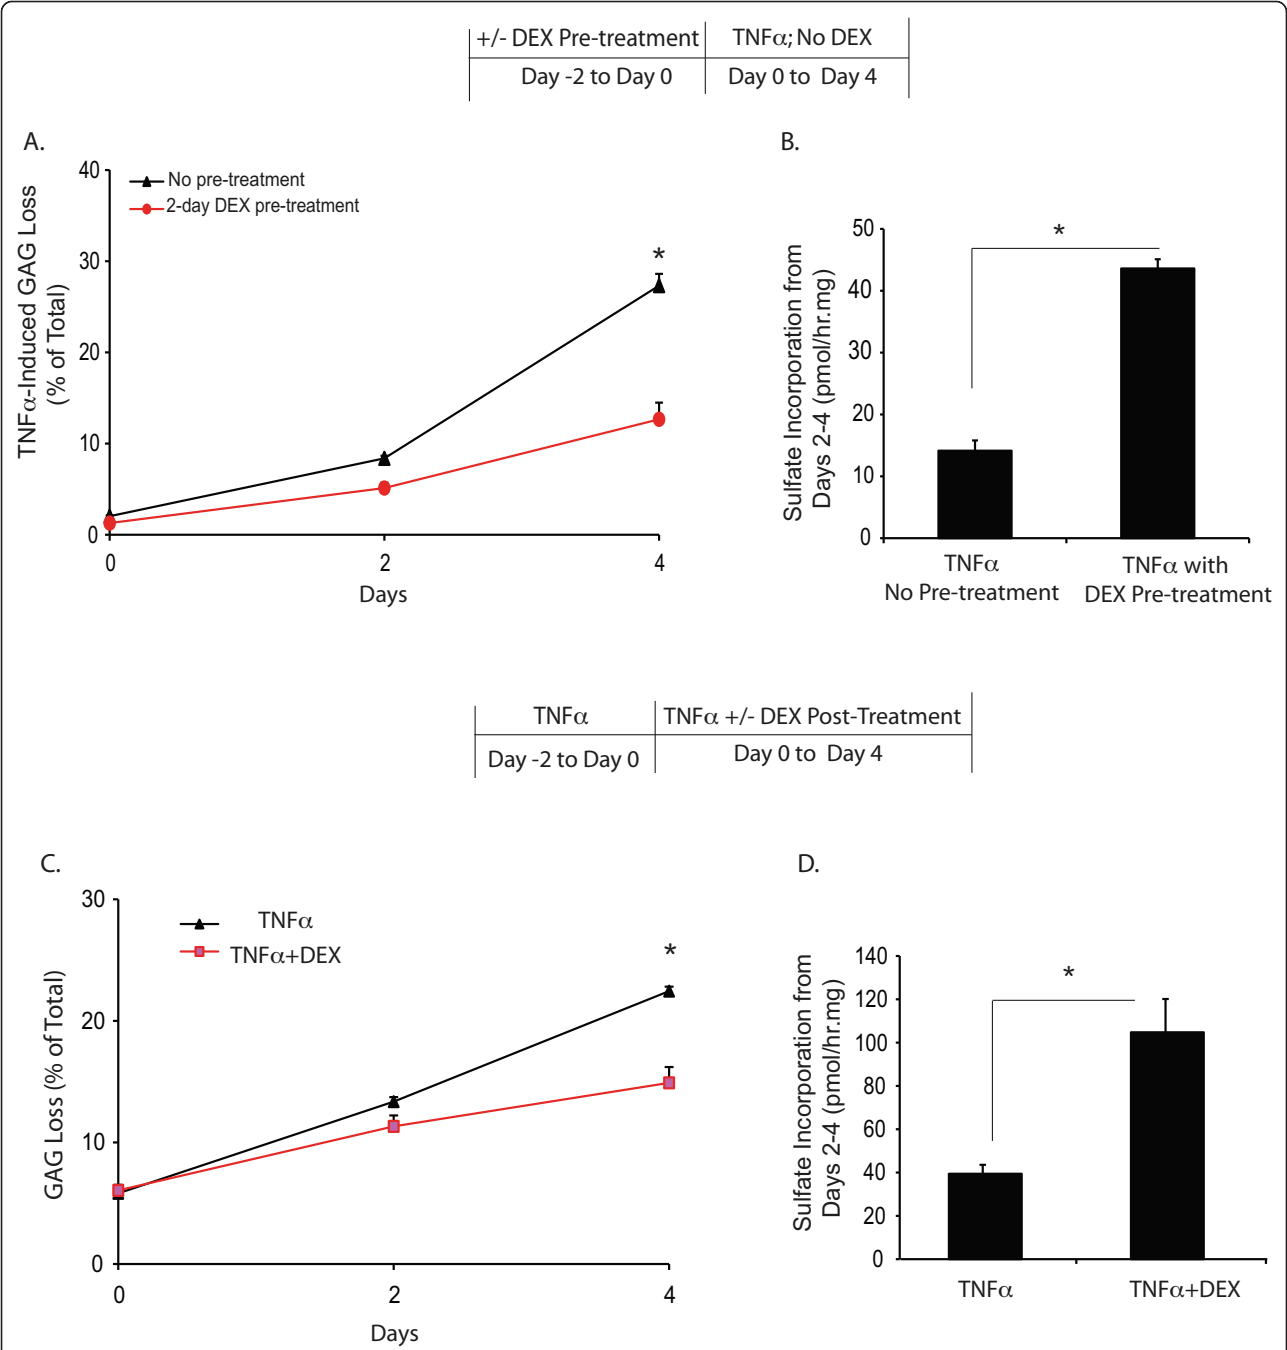 +/- DEX Pre-treatment TNFα; No DEX
Day -2 to Day 0 Day 0 to Day 4
A.
TNFα-Induced GAG Loss
(% of Total)
40
30
20
10
0
No pre-treatment
2-day DEX pre-treatment
*
0 2 4
Days
B.
Sulfate Incorporation from
Days 2-4 (pmol/hr.mg)
50
40
30
20
10
0
*
TNFα
No Pre-treatment
TNFα with
DEX Pre-treatment
TNFα TNFα +/- DEX Post-Treatment
Day -2 to Day 0 Day 0 to Day 4
C.
GAG Loss (% of Total)
30
20
10
0
TNFα
TNFα+DEX
*
0 2 4
Days
D.
Sulfate Incorporation from
Days 2-4 (pmol/hr.mg)
140
120
100
80
60
40
20
0
*
TNFα TNFα+DEX